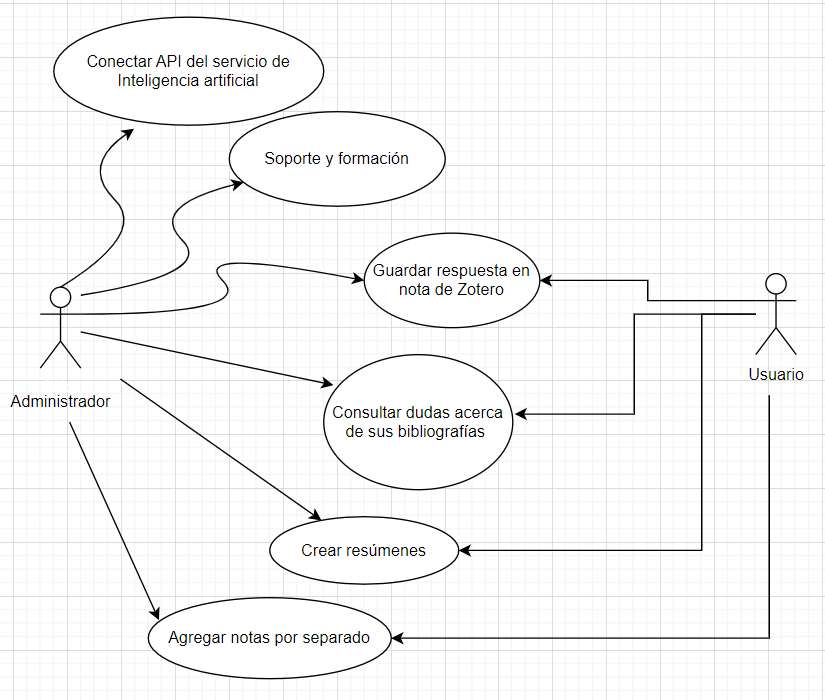 Conectar API del servicio de
Inteligencia artificial
Soporte y formación
Guardar respuesta en
nota de Zotero
Usuario
Administrador
Consultar dudas acerca
de sus bibliografías
Crear resúmenes
Agregar notas por separado